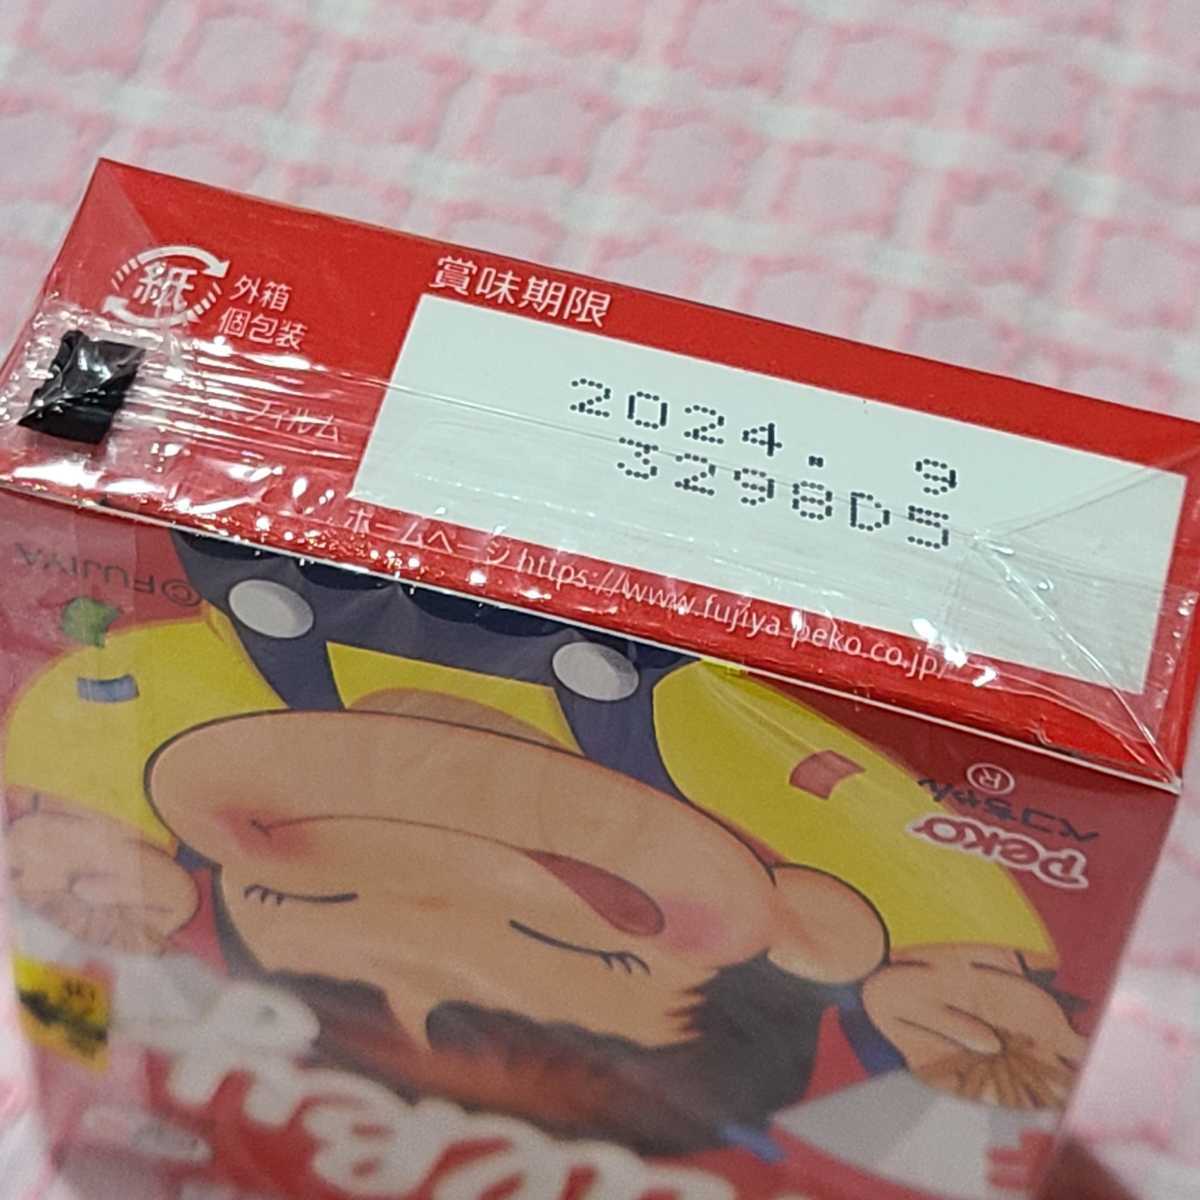 紙
外箱
個包装
フィルム
賞味期限
2024. 9
3298D5
ホームページ https://www.fujiya-peko.co.jp/
©FUJIYA
peko
ペコちゃん®